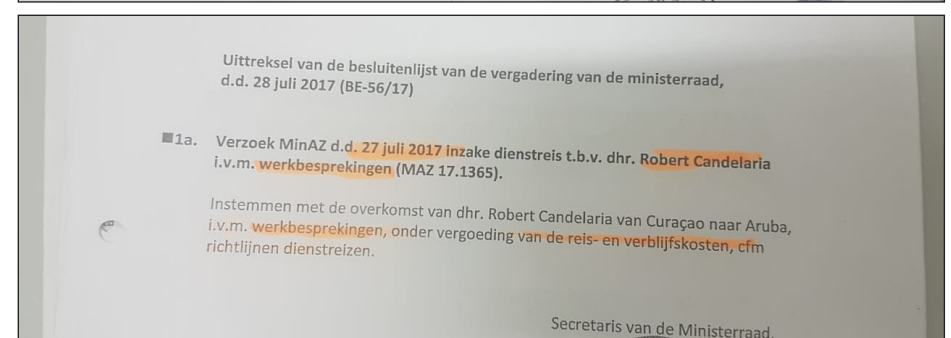 Uittreksel van de besluitenlijst van de vergadering van de ministerraad,
d.d. 28 juli 2017 (BE-56/17)
■1a. Verzoek MinAZ d.d. 27 juli 2017 inzake dienstreis t.b.v. dhr. Robert Candelaria
i.v.m. werkbesprekingen (MAZ 17.1365).
Instemmen met de overkomst van dhr. Robert Candelaria van Curaçao naar Aruba,
i.v.m. werkbesprekingen, onder vergoeding van de reis- en verblijfskosten, cfm
richtlijnen dienstreizen.
Secretaris van de Ministerraad,